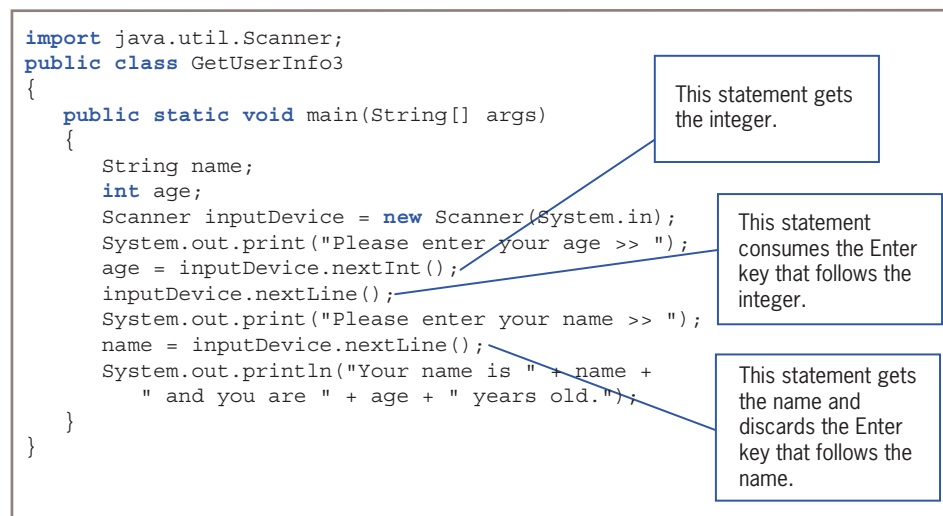 import java.util.Scanner;
public class GetUserInfo3
{
   public static void main(String[] args)
   {
      String name;
      int age;
      Scanner inputDevice = new Scanner(System.in);
      System.out.print("Please enter your age >> ");
      age = inputDevice.nextInt();
      inputDevice.nextLine();
      System.out.print("Please enter your name >> ");
      name = inputDevice.nextLine();
      System.out.println("Your name is " + name +
         " and you are " + age + " years old.");
   }
}
This statement gets
the integer.
This statement
consumes the Enter
key that follows the
integer.
This statement gets
the name and
discards the Enter
key that follows the
name.